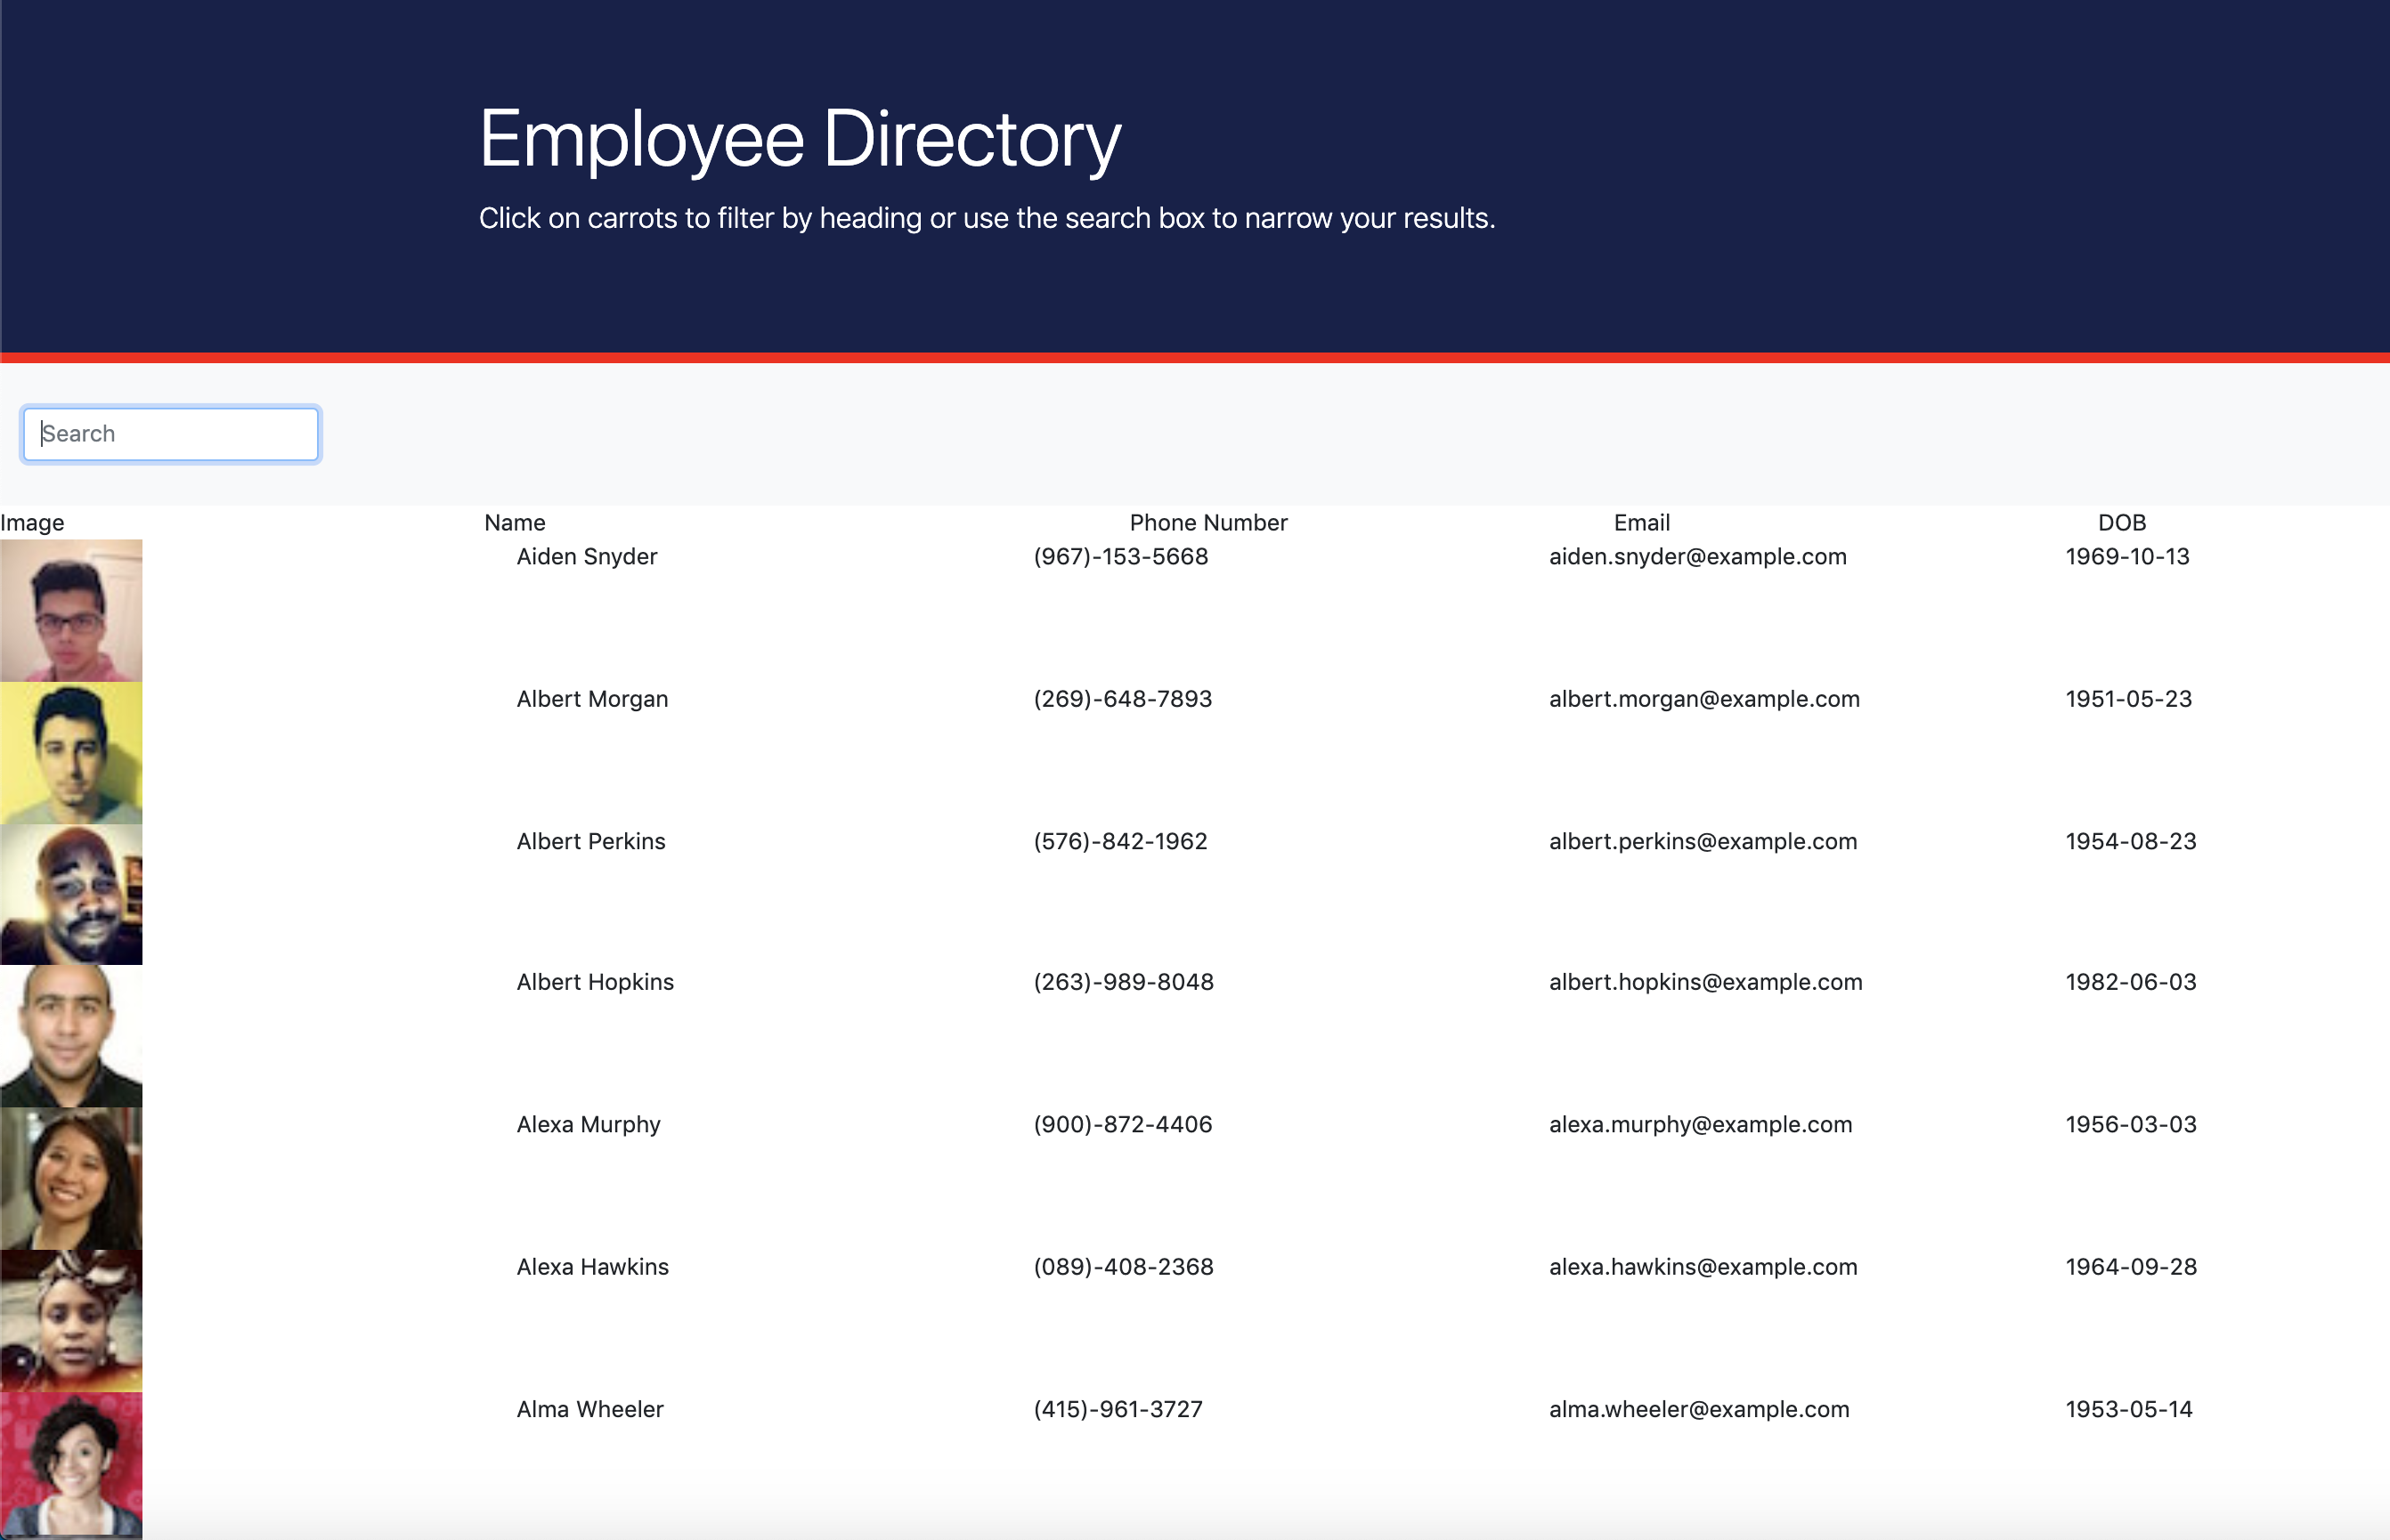 Employee Directory
Click on carrots to filter by heading or use the search box to narrow your results.
Search
Image Name Phone Number Email DOB
Aiden Snyder (967)-153-5668 aiden.snyder@example.com 1969-10-13
Albert Morgan (269)-648-7893 albert.morgan@example.com 1951-05-23
Albert Perkins (576)-842-1962 albert.perkins@example.com 1954-08-23
Albert Hopkins (263)-989-8048 albert.hopkins@example.com 1982-06-03
Alexa Murphy (900)-872-4406 alexa.murphy@example.com 1956-03-03
Alexa Hawkins (089)-408-2368 alexa.hawkins@example.com 1964-09-28
Alma Wheeler (415)-961-3727 alma.wheeler@example.com 1953-05-14